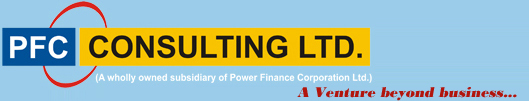 PFC CONSULTING LTD.
(A wholly owned subsidiary of Power Finance Corporation Ltd.)
A Venture beyond business...